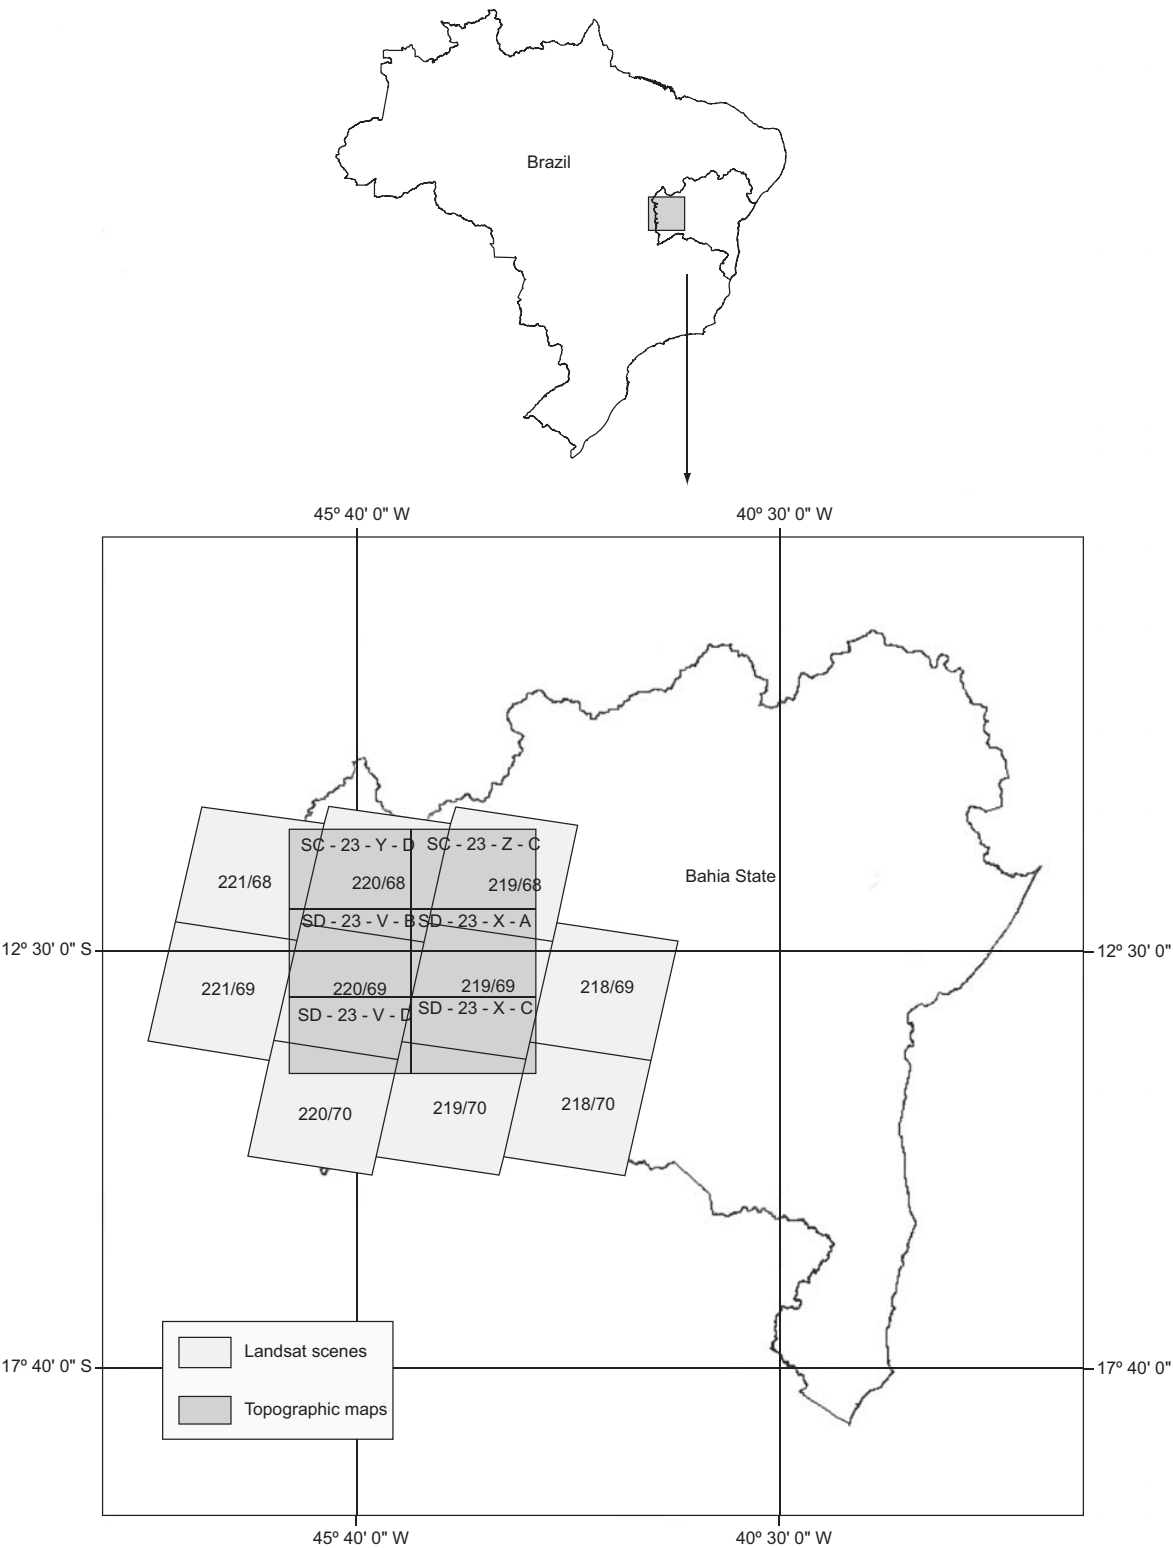 Brazil
45º 40' 0" W
40º 30' 0" W
SC - 23 - Y - D
SC - 23 - Z - C
221/68
220/68
219/68
Bahia State
SD - 23 - V - B
SD - 23 - X - A
12º 30' 0" S
12º 30' 0"
221/69
220/69
219/69
218/69
SD - 23 - V - D
SD - 23 - X - C
220/70
219/70
218/70
Landsat scenes
17º 40' 0" S
17º 40' 0"
Topographic maps
45º 40' 0" W
40º 30' 0" W